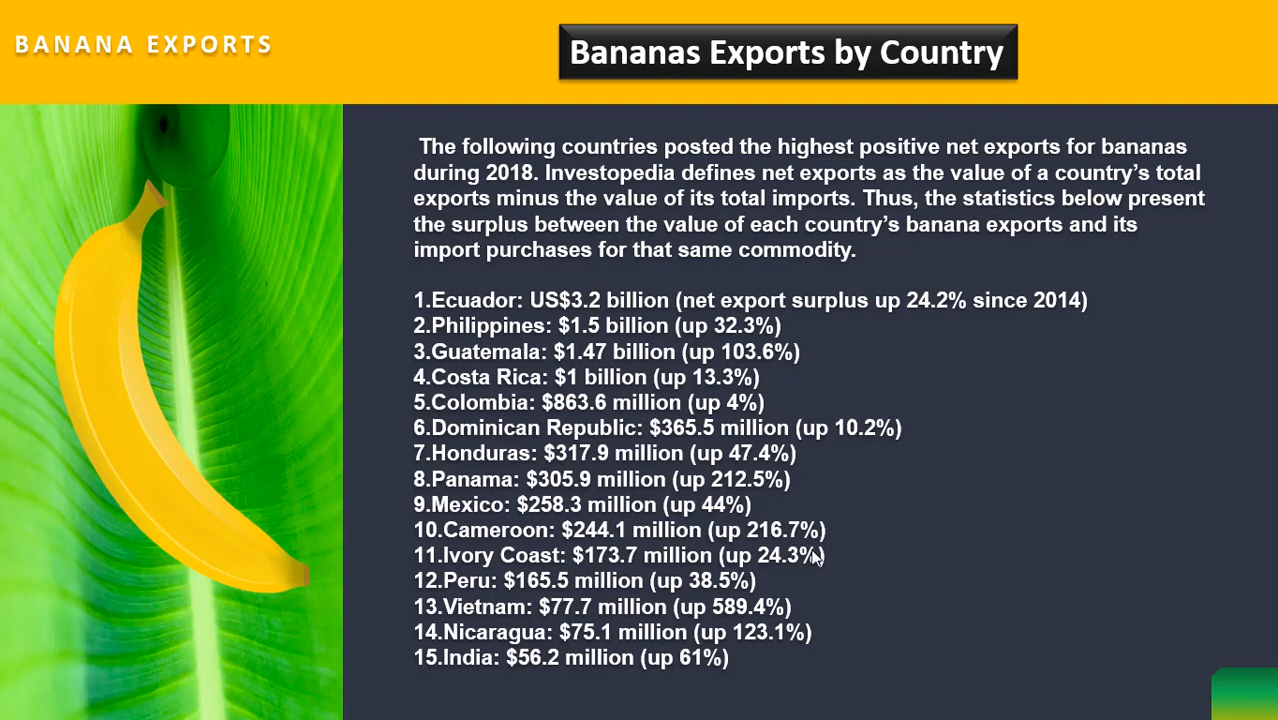 BANANA EXPORTS
Bananas Exports by Country
The following countries posted the highest positive net exports for bananas
during 2018. Investopedia defines net exports as the value of a country’s total
exports minus the value of its total imports. Thus, the statistics below present
the surplus between the value of each country’s banana exports and its
import purchases for that same commodity.
1.Ecuador: US$3.2 billion (net export surplus up 24.2% since 2014)
2.Philippines: $1.5 billion (up 32.3%)
3.Guatemala: $1.47 billion (up 103.6%)
4.Costa Rica: $1 billion (up 13.3%)
5.Colombia: $863.6 million (up 4%)
6.Dominican Republic: $365.5 million (up 10.2%)
7.Honduras: $317.9 million (up 47.4%)
8.Panama: $305.9 million (up 212.5%)
9.Mexico: $258.3 million (up 44%)
10.Cameroon: $244.1 million (up 216.7%)
11.Ivory Coast: $173.7 million (up 24.3%)
12.Peru: $165.5 million (up 38.5%)
13.Vietnam: $77.7 million (up 589.4%)
14.Nicaragua: $75.1 million (up 123.1%)
15.India: $56.2 million (up 61%)